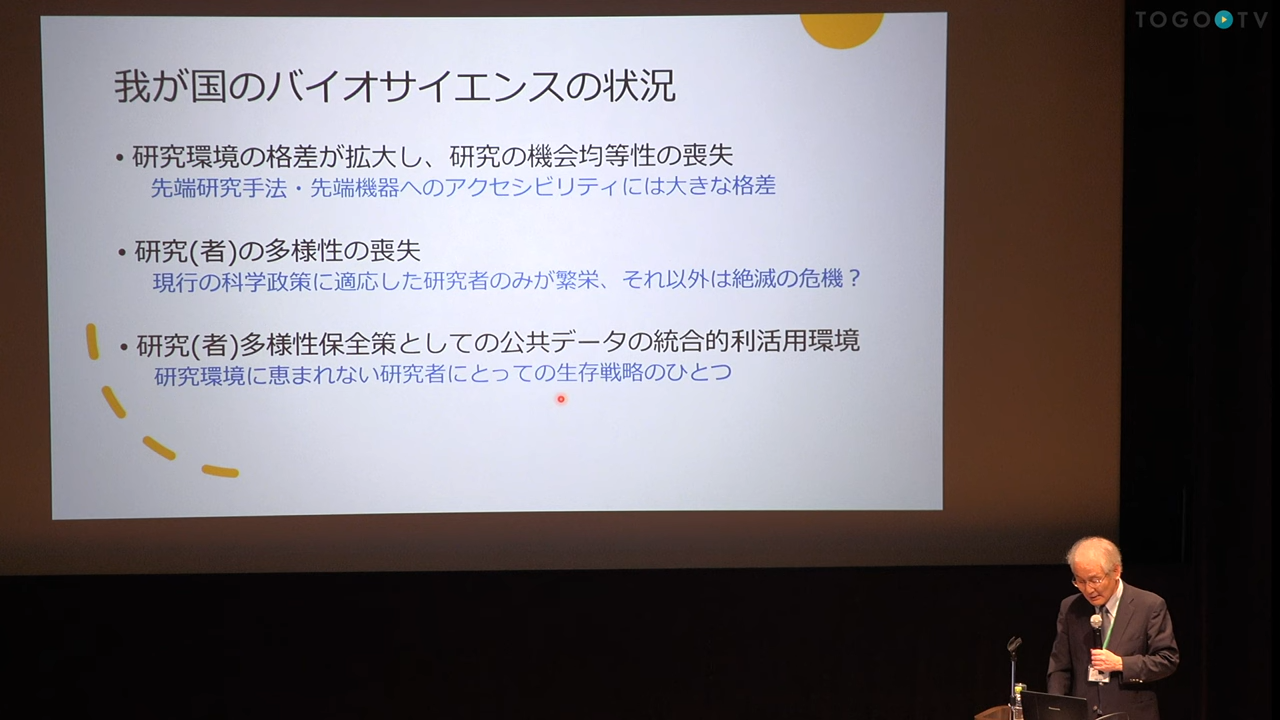 TOGO TV
我が国のバイオサイエンスの状況
• 研究環境の格差が拡大し、研究の機会均等性の喪失
先端研究手法・先端機器へのアクセシビリティには大きな格差
• 研究(者)の多様性の喪失
現行の科学政策に適応した研究者のみが繁栄、それ以外は絶滅の危機？
• 研究(者)多様性保全策としての公共データの統合的利活用環境
研究環境に恵まれない研究者にとっての生存戦略のひとつ